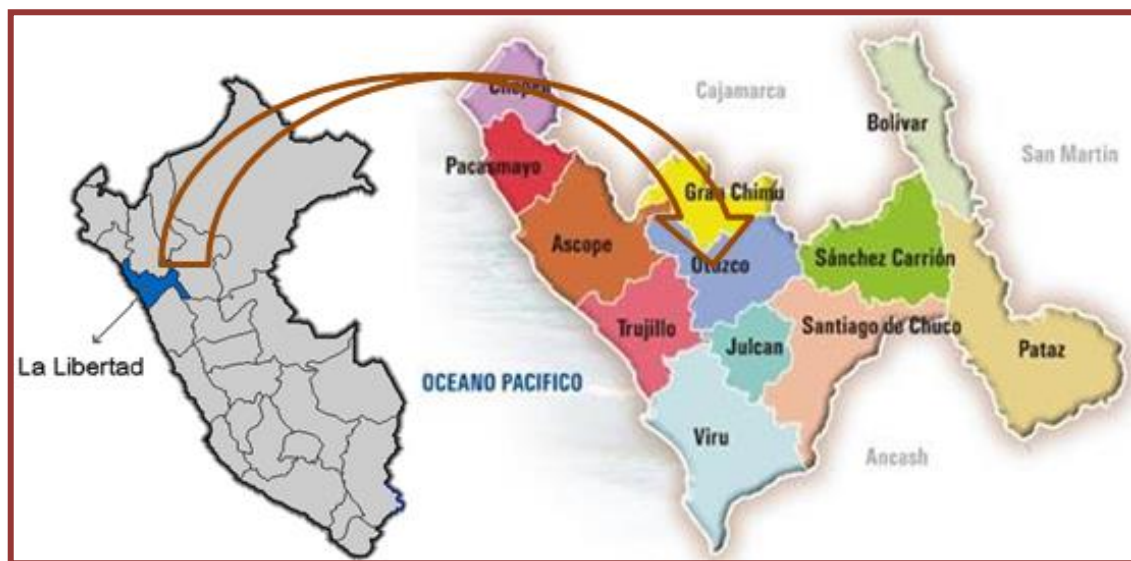 La Libertad
Chepen
Cajamarca
Bolivar
San Martin
Pacasmayo
Gran Chimu
Ascope
Otuzco
Sánchez Carrión
Trujillo
Santiago de Chuco
Julcan
Pataz
OCEANO PACIFICO
Viru
Ancash